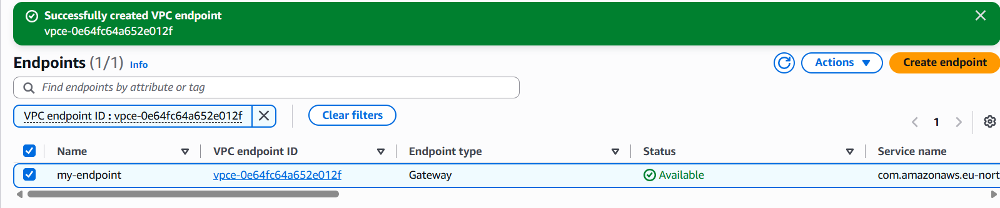 Successfully created VPC endpoint
vpce-0e64fc64a652e012f
Endpoints (1/1) Info
Actions
Create endpoint
Find endpoints by attribute or tag
VPC endpoint ID : vpce-0e64fc64a652e012f
Clear filters
1
Name VPC endpoint ID Endpoint type Status Service name
my-endpoint vpce-0e64fc64a652e012f Gateway Available com.amazonaws.eu-nort